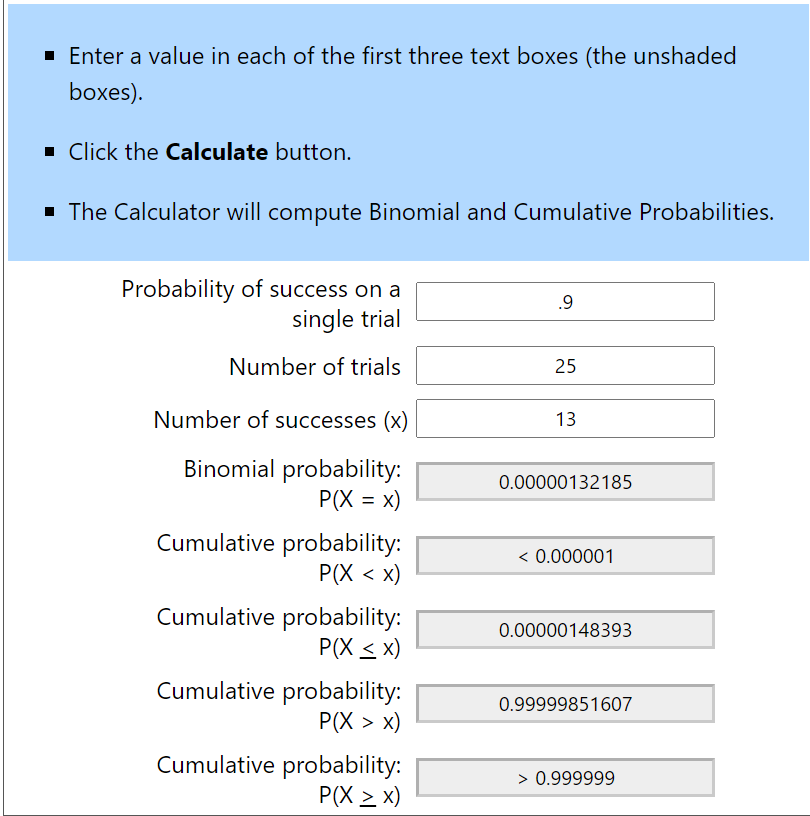 ▪ Enter a value in each of the first three text boxes (the unshaded
boxes).
▪ Click the Calculate button.
▪ The Calculator will compute Binomial and Cumulative Probabilities.
Probability of success on a
single trial
.9
Number of trials
25
Number of successes (x)
13
Binomial probability:
P(X = x)
0.00000132185
Cumulative probability:
P(X < x)
< 0.000001
Cumulative probability:
P(X ≤ x)
0.00000148393
Cumulative probability:
P(X > x)
0.99999851607
Cumulative probability:
P(X ≥ x)
> 0.999999